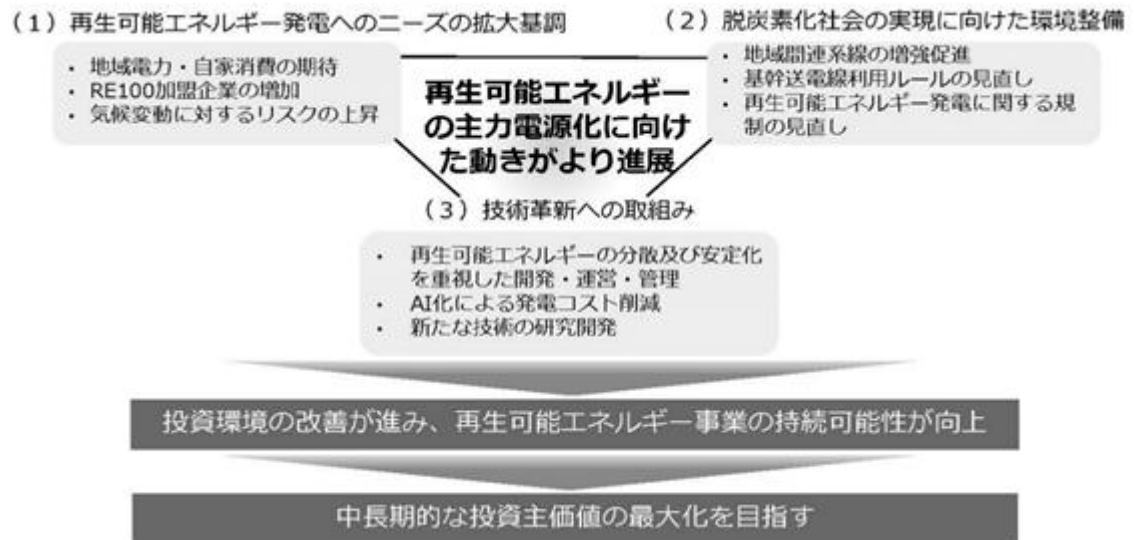 （1）再生可能エネルギー発電へのニーズの拡大基調
・ 地域電力・自家消費の期待
・ RE100加盟企業の増加
・ 気候変動に対するリスクの上昇
（2）脱炭素化社会の実現に向けた環境整備
・ 地域間連系線の増強促進
・ 基幹送電線利用ルールの見直し
・ 再生可能エネルギー発電に関する規
制の見直し
再生可能エネルギー
の主力電源化に向け
た動きがより進展
（3）技術革新への取組み
・ 再生可能エネルギーの分散及び安定化
を重視した開発・運営・管理
・ AI化による発電コスト削減
・ 新たな技術の研究開発
投資環境の改善が進み、再生可能エネルギー事業の持続可能性が向上
中長期的な投資主価値の最大化を目指す